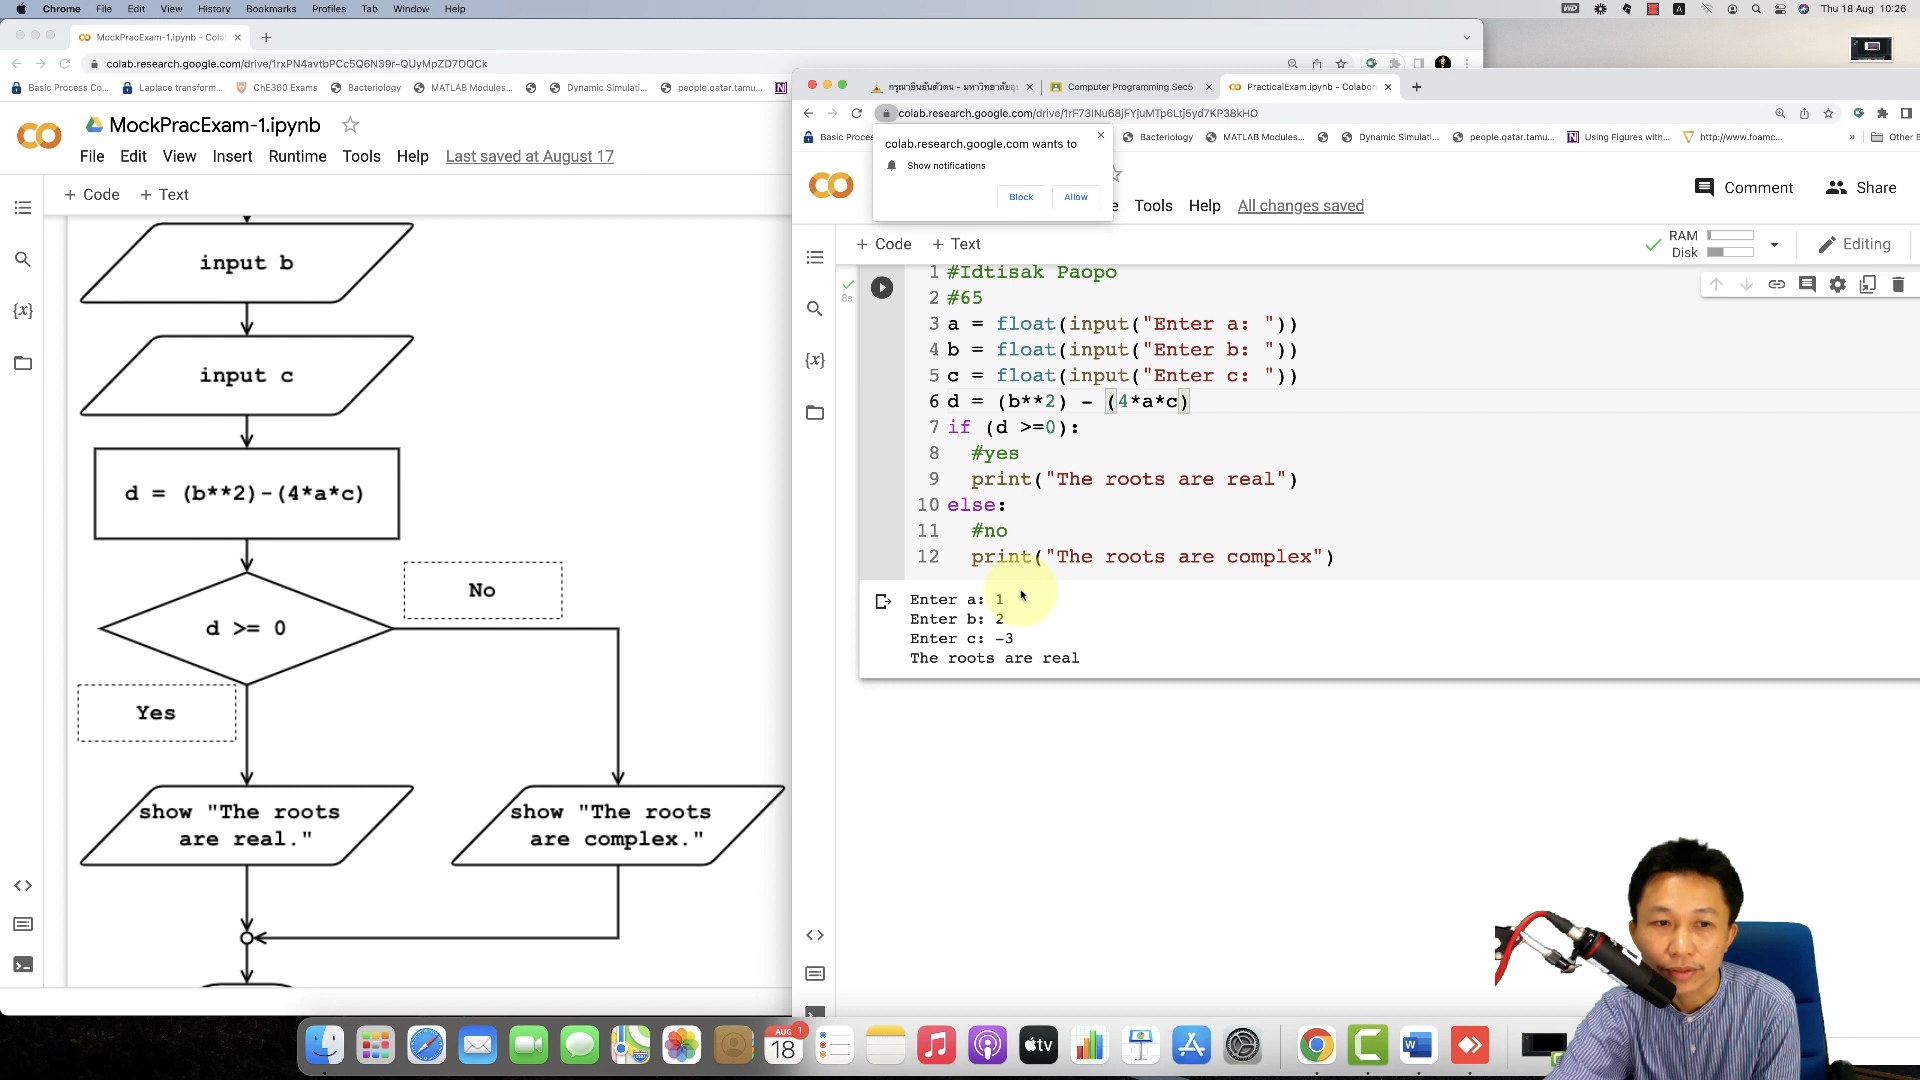 Chrome File Edit View History Bookmarks Profiles Tab Window Help
Thu 18 Aug 10:26
MockPracExam-1.ipynb - Cola
colab.research.google.com/drive/1rxPN4avtbPCc5Q6N39r-QUyMpZD7OQCk
Basic Process Co... Laplace transform... ChE360 Exams Bacteriology MATLAB Modules... Dynamic Simulati... people.qatar.tamu...
MockPracExam-1.ipynb
File Edit View Insert Runtime Tools Help Last saved at August 17
+ Code + Text
input b
input c
d = (b**2)-(4*a*c)
d >= 0
No
Yes
show "The roots
are real."
show "The roots
are complex."
Computer Programming Sec5
PracticalExam.ipynb - Colabor
colab.research.google.com/drive/1rF73INu68jFYjuMTp6Ltj5yd7KP38kHO
Basic Proces Bacteriology MATLAB Modules... Dynamic Simulati... people.qatar.tamu... Using Figures with... http://www.foamc... » Other B
colab.research.google.com wants to
Show notifications
Block Allow
e Tools Help All changes saved
Comment Share
+ Code + Text
RAM
Disk
Editing
8s
1 #Idtisak Paopo
2 #65
3 a = float(input("Enter a: "))
4 b = float(input("Enter b: "))
5 c = float(input("Enter c: "))
6 d = (b**2) - (4*a*c)
7 if (d >=0):
8 #yes
9 print("The roots are real")
10 else:
11 #no
12 print("The roots are complex")
Enter a: 1
Enter b: 2
Enter c: -3
The roots are real
AUG 1
18
tv
W